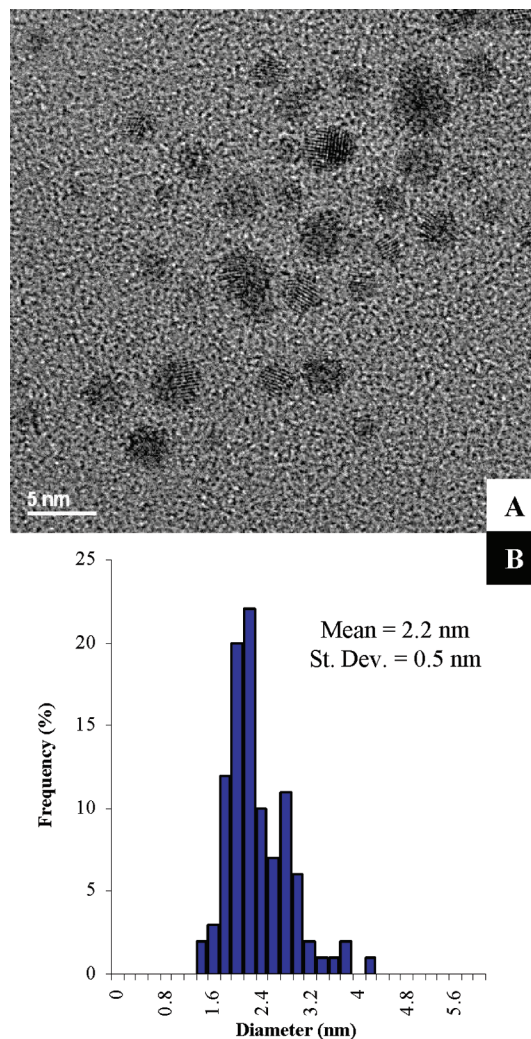 5 nm
A
B
25
20
15
10
5
0
Frequency (%)
Mean = 2.2 nm
St. Dev. = 0.5 nm
0
0.8
1.6
2.4
3.2
4
4.8
5.6
Diameter (nm)